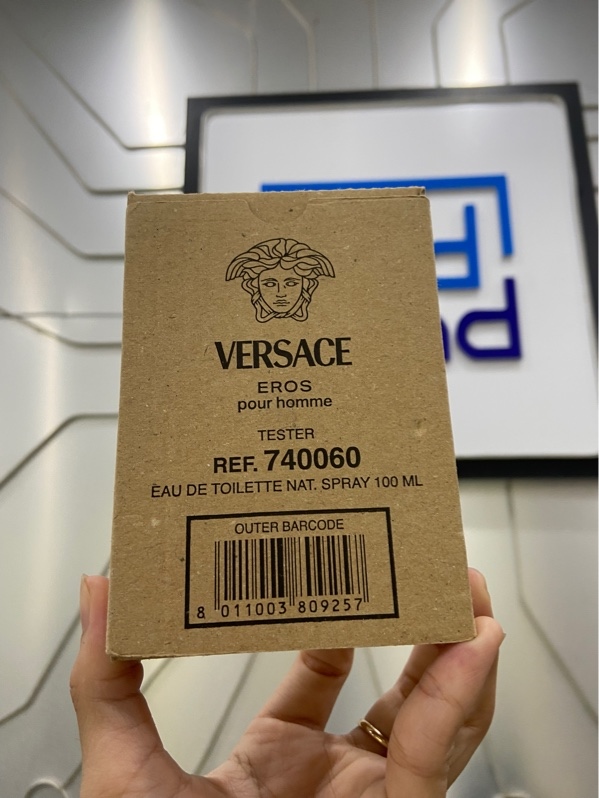 VERSACE
EROS
pour homme
TESTER
REF. 740060
EAU DE TOILETTE NAT. SPRAY 100 ML
OUTER BARCODE
8 011003 809257